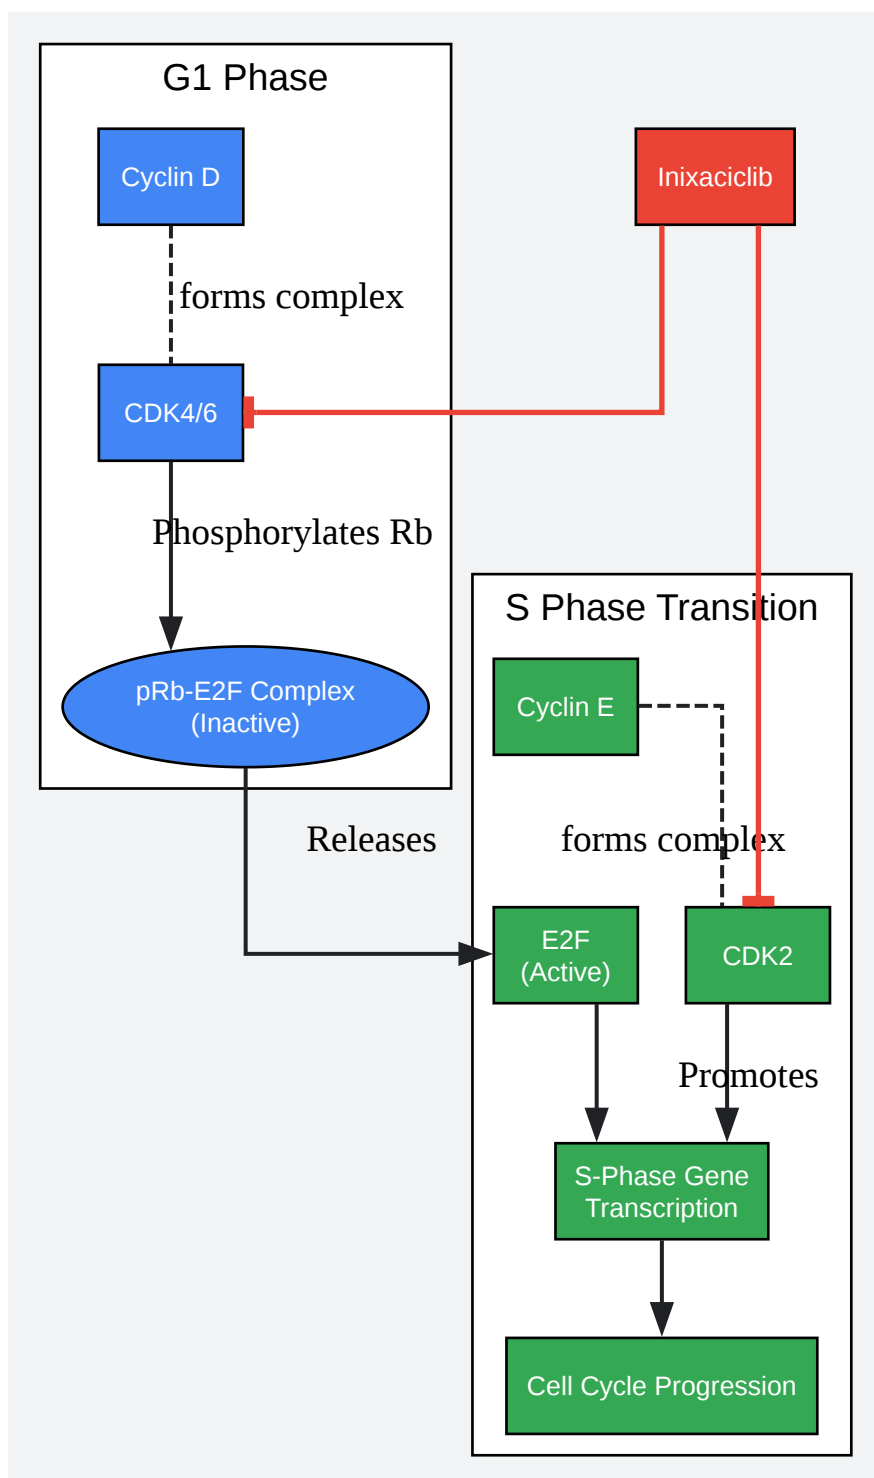 G1 Phase
Cyclin D
Inixaciclib
forms complex
CDK4/6
Phosphorylates Rb
pRb-E2F Complex
(Inactive)
Releases
S Phase Transition
Cyclin E
forms complex
E2F
(Active)
CDK2
Promotes
S-Phase Gene
Transcription
Cell Cycle Progression